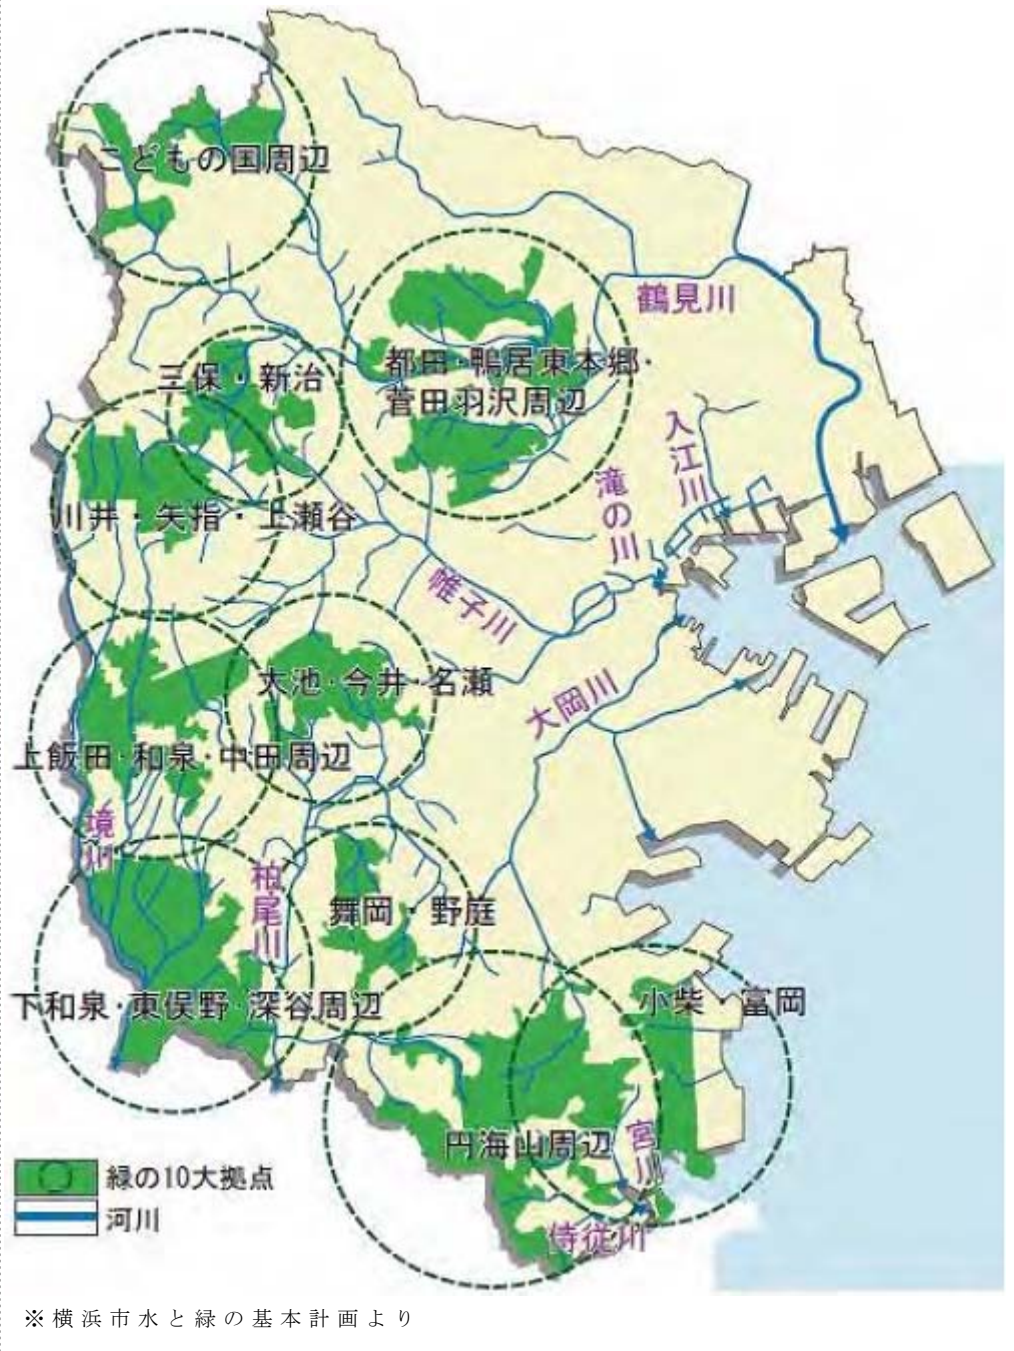 こどもの国周辺
鶴見川
都田・鴨居東本郷・
菅田羽沢周辺
三保・新治
入江川
滝の川
川井・矢指・上瀬谷
帷子川
大池・今井・名瀬
大岡川
上飯田・和泉・中田周辺
境川
柏尾川
舞岡・野庭
下和泉・東俣野・深谷周辺
小柴・富岡
円海山周辺
宮川
侍従川
緑の10大拠点
河川
※横浜市水と緑の基本計画より